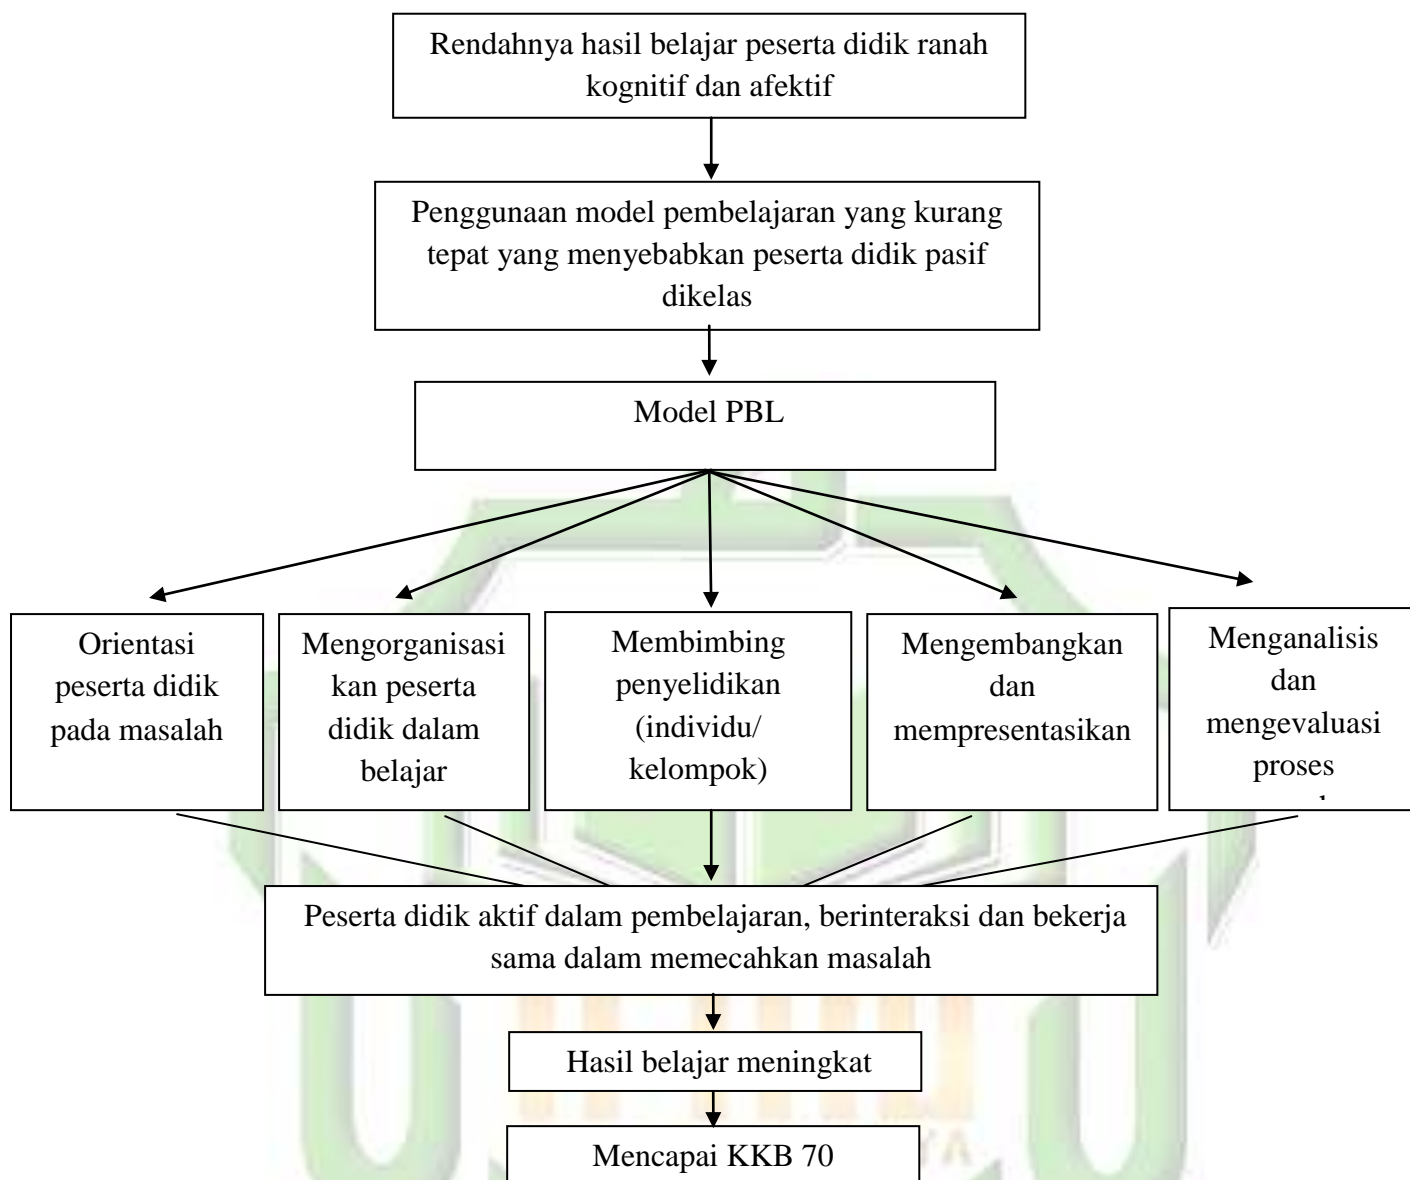 Rendahnya hasil belajar peserta didik ranah
kognitif dan afektif
Penggunaan model pembelajaran yang kurang
tepat yang menyebabkan peserta didik pasif
dikelas
Model PBL
Orientasi
peserta didik
pada masalah
Mengorganisasi
kan peserta
didik dalam
belajar
Membimbing
penyelidikan
(individu/
kelompok)
Mengembangkan
dan
mempresentasikan
Menganalisis
dan
mengevaluasi
proses
Peserta didik aktif dalam pembelajaran, berinteraksi dan bekerja
sama dalam memecahkan masalah
Hasil belajar meningkat
Mencapai KKB 70